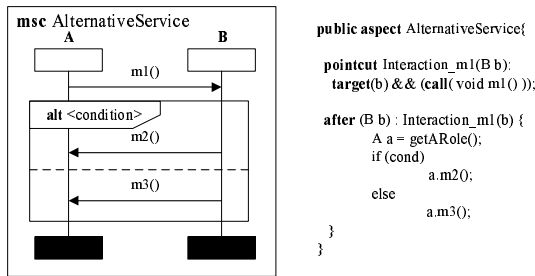 msc AlternativeService
A B
m1()
alt <condition>
m2()
m3()
public aspect AlternativeService{
pointcut Interaction_m1(B b):
target(b) && (call( void m1() ));
after (B b) : Interaction_m1(b) {
A a = getARole();
if (cond)
a.m2();
else
a.m3();
}
}